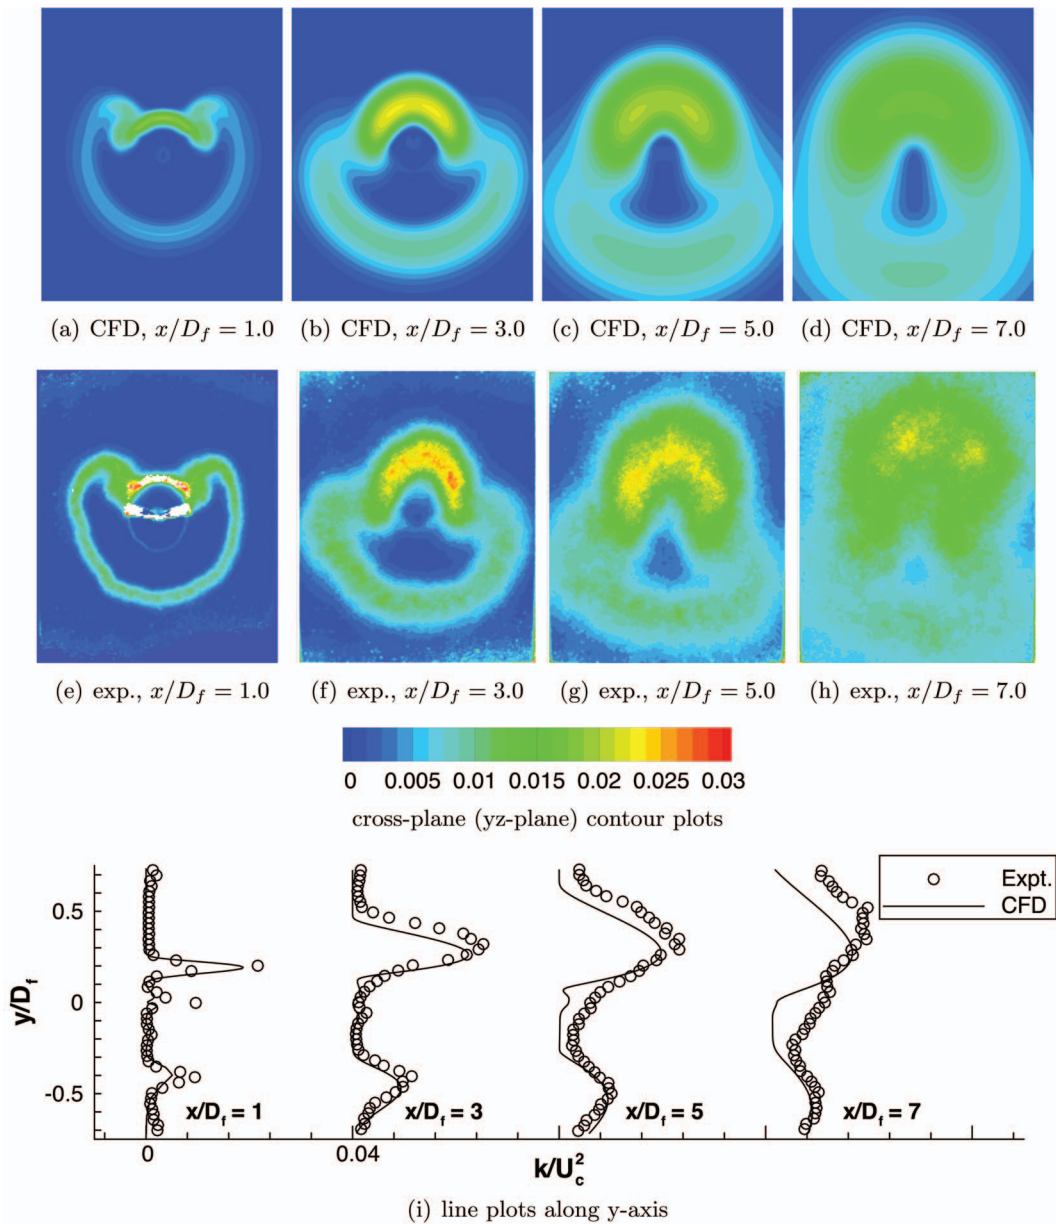 (a) CFD, x/D_f = 1.0 (b) CFD, x/D_f = 3.0 (c) CFD, x/D_f = 5.0 (d) CFD, x/D_f = 7.0
(e) exp., x/D_f = 1.0 (f) exp., x/D_f = 3.0 (g) exp., x/D_f = 5.0 (h) exp., x/D_f = 7.0
0 0.005 0.01 0.015 0.02 0.025 0.03
cross-plane (yz-plane) contour plots
Expt.
CFD
0.5
y/D_f
0
-0.5
x/D_f = 1 x/D_f = 3 x/D_f = 5 x/D_f = 7
0 0.04
k/U_c^2
(i) line plots along y-axis